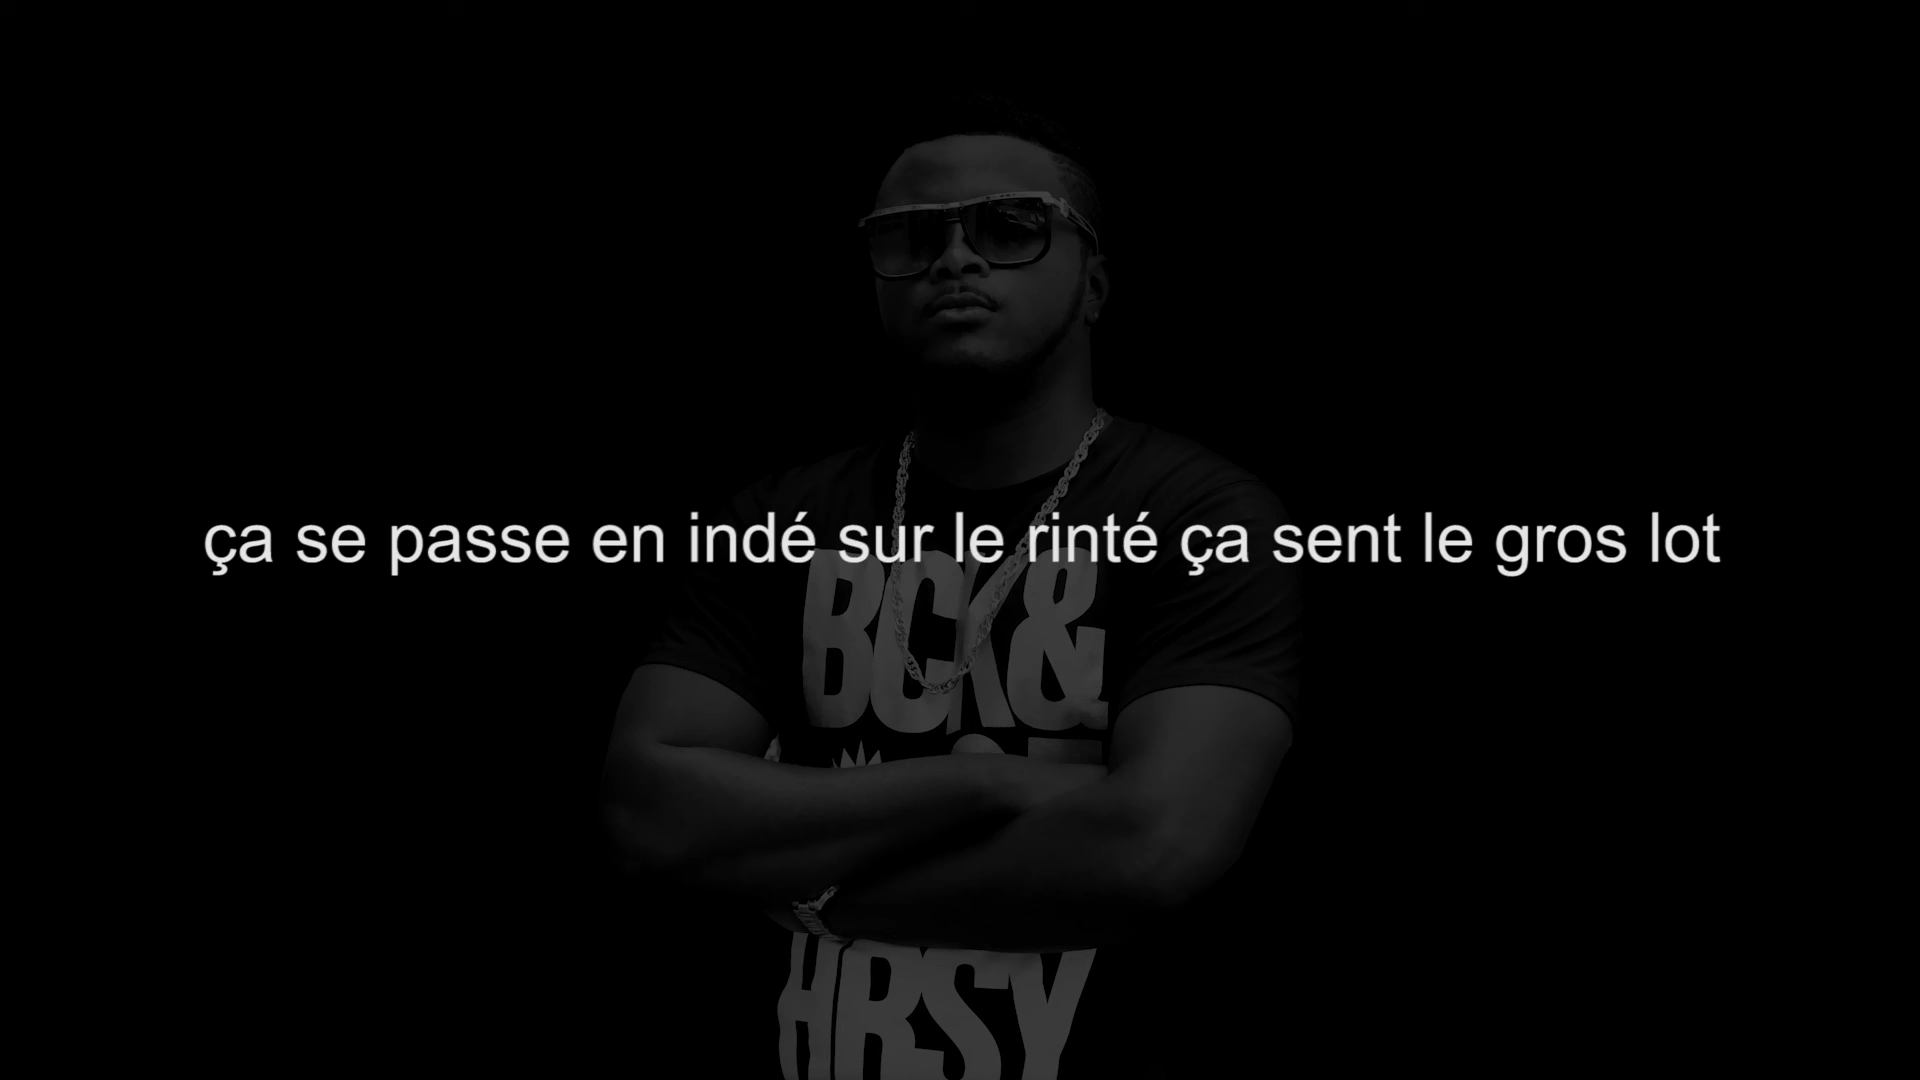 ça se passe en indé sur le rinté ça sent le gros lot
BCK&
HRSY